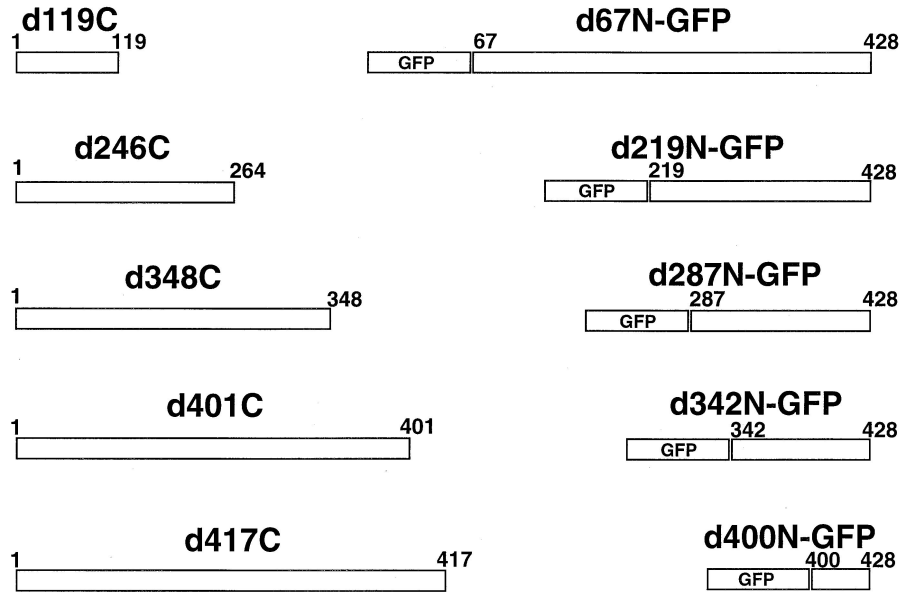 d119C d67N-GFP
1 119 67 428
GFP
d246C d219N-GFP
1 264 219 428
GFP
d348C d287N-GFP
1 348 287 428
GFP
d401C d342N-GFP
1 401 342 428
GFP
d417C d400N-GFP
1 417 400 428
GFP